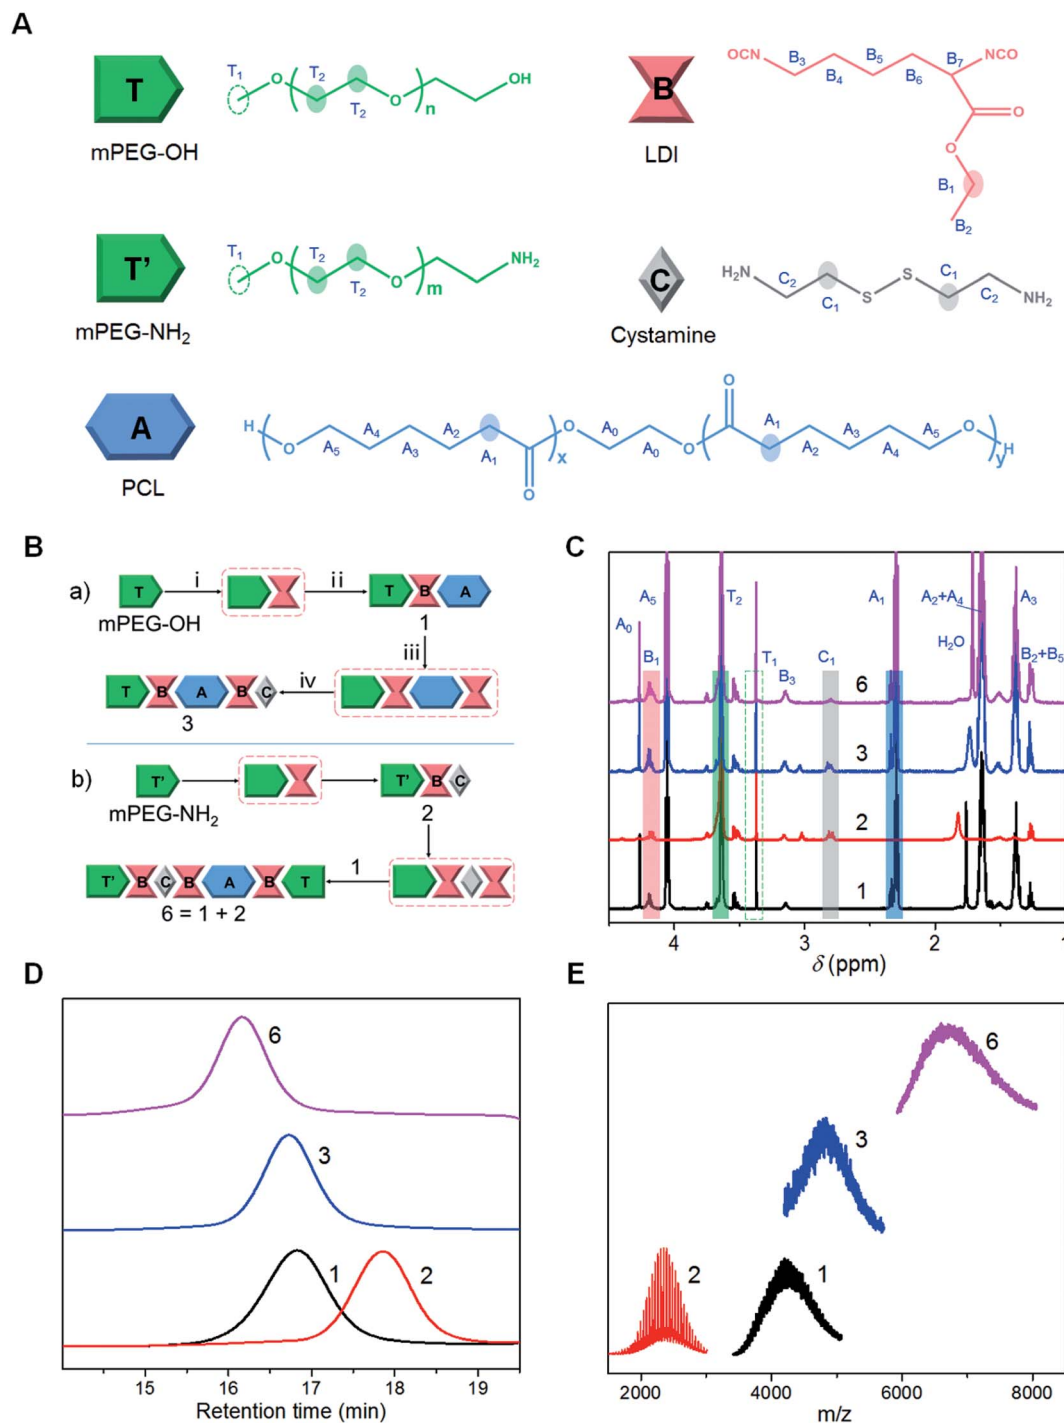 A
T
mPEG-OH
T₁ O ( T₂ T₂ O )n OH
B
LDI
OCN B₃ B₄ B₅ B₆ B₇ NCO
O
O
B₁
B₂
T'
mPEG-NH₂
T₁ O ( T₂ T₂ O )m NH₂
C
Cystamine
H₂N C₂ C₁ S S C₁ C₂ NH₂
A
PCL
H ( O A₅ A₄ A₃ A₂ A₁ O )x O A₀ A₀ O ( O A₁ A₂ A₃ A₄ A₅ O )y H
B
a)
T i ii T B A
mPEG-OH 1
iii
T B A B C iv
3
b)
T' T' B C
mPEG-NH₂ 2
T' B C B A B T 1
6 = 1 + 2
C
A₀ A₅ B₁ T₂ T₁ B₃ C₁ A₁ A₂+A₄ H₂O A₃ B₂+B₅
6
3
2
1
4 3 2 1
δ (ppm)
D
6
3
1 2
15 16 17 18 19
Retention time (min)
E
6
3
2 1
2000 4000 6000 8000
m/z